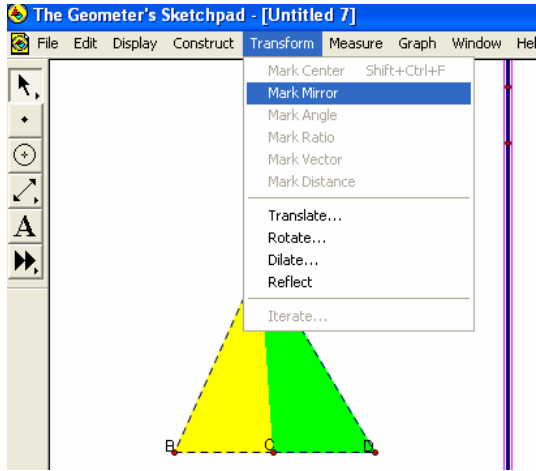 The Geometer's Sketchpad - [Untitled 7]
File Edit Display Construct Transform Measure Graph Window Hel
Mark Center Shift+Ctrl+F
Mark Mirror
Mark Angle
Mark Ratio
Mark Vector
Mark Distance
Translate...
Rotate...
Dilate...
Reflect
Iterate...
A
B C D